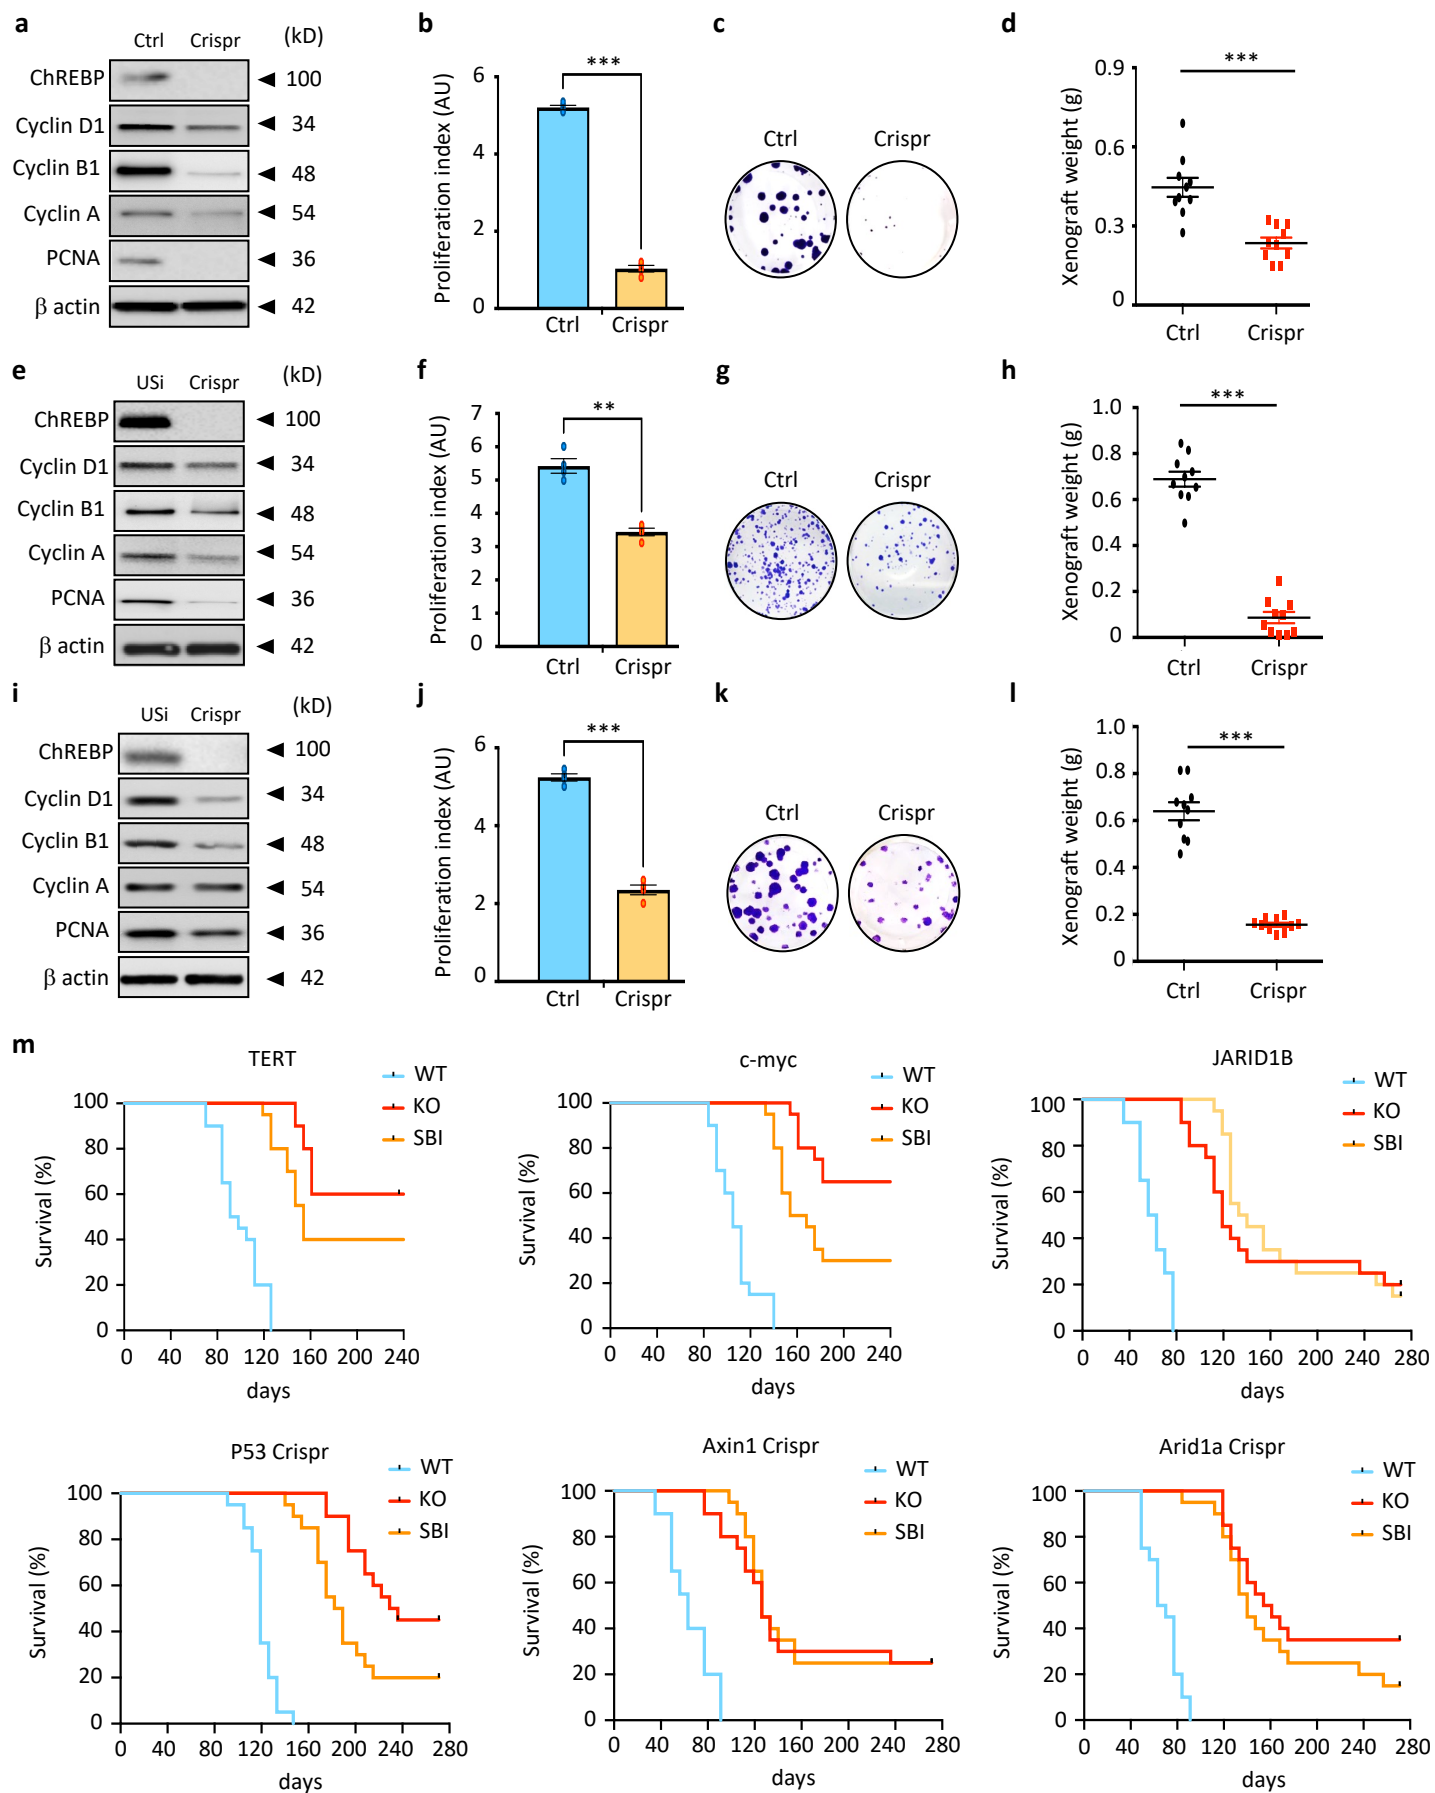 a
Ctrl Crispr (kD)
ChREBP 100
Cyclin D1 34
Cyclin B1 48
Cyclin A 54
PCNA 36
β actin 42
b
Proliferation index (AU)
6
4
2
0
***
Ctrl Crispr
c
Ctrl Crispr
d
Xenograft weight (g)
0.9
0.6
0.3
0
***
Ctrl Crispr
e
USi Crispr (kD)
ChREBP 100
Cyclin D1 34
Cyclin B1 48
Cyclin A 54
PCNA 36
β actin 42
f
Proliferation index (AU)
7
6
5
4
3
2
1
0
**
Ctrl Crispr
g
Ctrl Crispr
h
Xenograft weight (g)
1.0
0.8
0.6
0.4
0.2
0
***
Ctrl Crispr
i
USi Crispr (kD)
ChREBP 100
Cyclin D1 34
Cyclin B1 48
Cyclin A 54
PCNA 36
β actin 42
j
Proliferation index (AU)
6
4
2
0
***
Ctrl Crispr
k
Ctrl Crispr
l
Xenograft weight (g)
1.0
0.8
0.6
0.4
0.2
0
***
Ctrl Crispr
m
TERT
WT
KO
SBI
Survival (%)
100
80
60
40
20
0
0 40 80 120 160 200 240
days
c-myc
WT
KO
SBI
Survival (%)
100
80
60
40
20
0
0 40 80 120 160 200 240
days
JARID1B
WT
KO
SBI
Survival (%)
100
80
60
40
20
0
0 40 80 120 160 200 240 280
days
P53 Crispr
WT
KO
SBI
Survival (%)
100
80
60
40
20
0
0 40 80 120 160 200 240 280
days
Axin1 Crispr
WT
KO
SBI
Survival (%)
100
80
60
40
20
0
0 40 80 120 160 200 240 280
days
Arid1a Crispr
WT
KO
SBI
Survival (%)
100
80
60
40
20
0
0 40 80 120 160 200 240 280
days